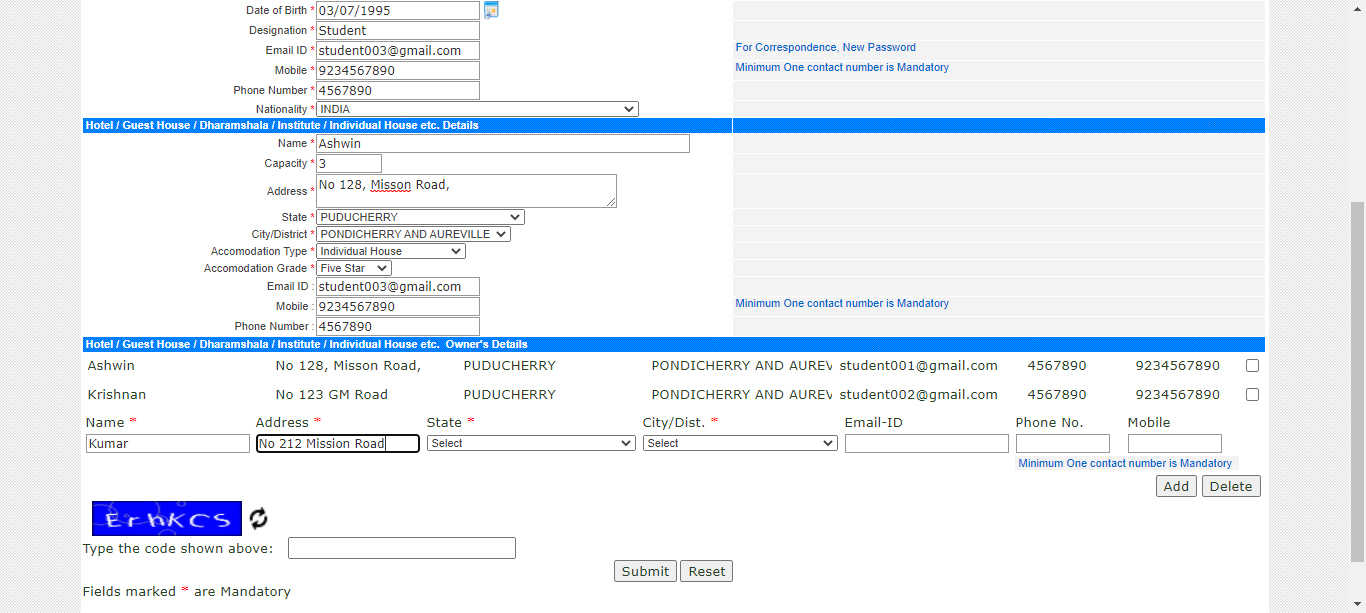 Date of Birth * 03/07/1995
Designation * Student
Email ID * student003@gmail.com For Correspondence, New Password
Mobile * 9234567890 Minimum One contact number is Mandatory
Phone Number * 4567890
Nationality * INDIA
Hotel / Guest House / Dharamshala / Institute / Individual House etc. Details
Name * Ashwin
Capacity * 3
Address * No 128, Misson Road,
State * PUDUCHERRY
City/District * PONDICHERRY AND AUREVILLE
Accomodation Type * Individual House
Accomodation Grade * Five Star
Email ID : student003@gmail.com
Mobile : 9234567890 Minimum One contact number is Mandatory
Phone Number : 4567890
Hotel / Guest House / Dharamshala / Institute / Individual House etc. Owner's Details
Ashwin No 128, Misson Road, PUDUCHERRY PONDICHERRY AND AUREV student001@gmail.com 4567890 9234567890
Krishnan No 123 GM Road PUDUCHERRY PONDICHERRY AND AUREV student002@gmail.com 4567890 9234567890
Name * Address * State * City/Dist. * Email-ID Phone No. Mobile
Kumar No 212 Mission Road Select Select
Minimum One contact number is Mandatory
Add Delete
ErhKCS
Type the code shown above:
Submit Reset
Fields marked * are Mandatory